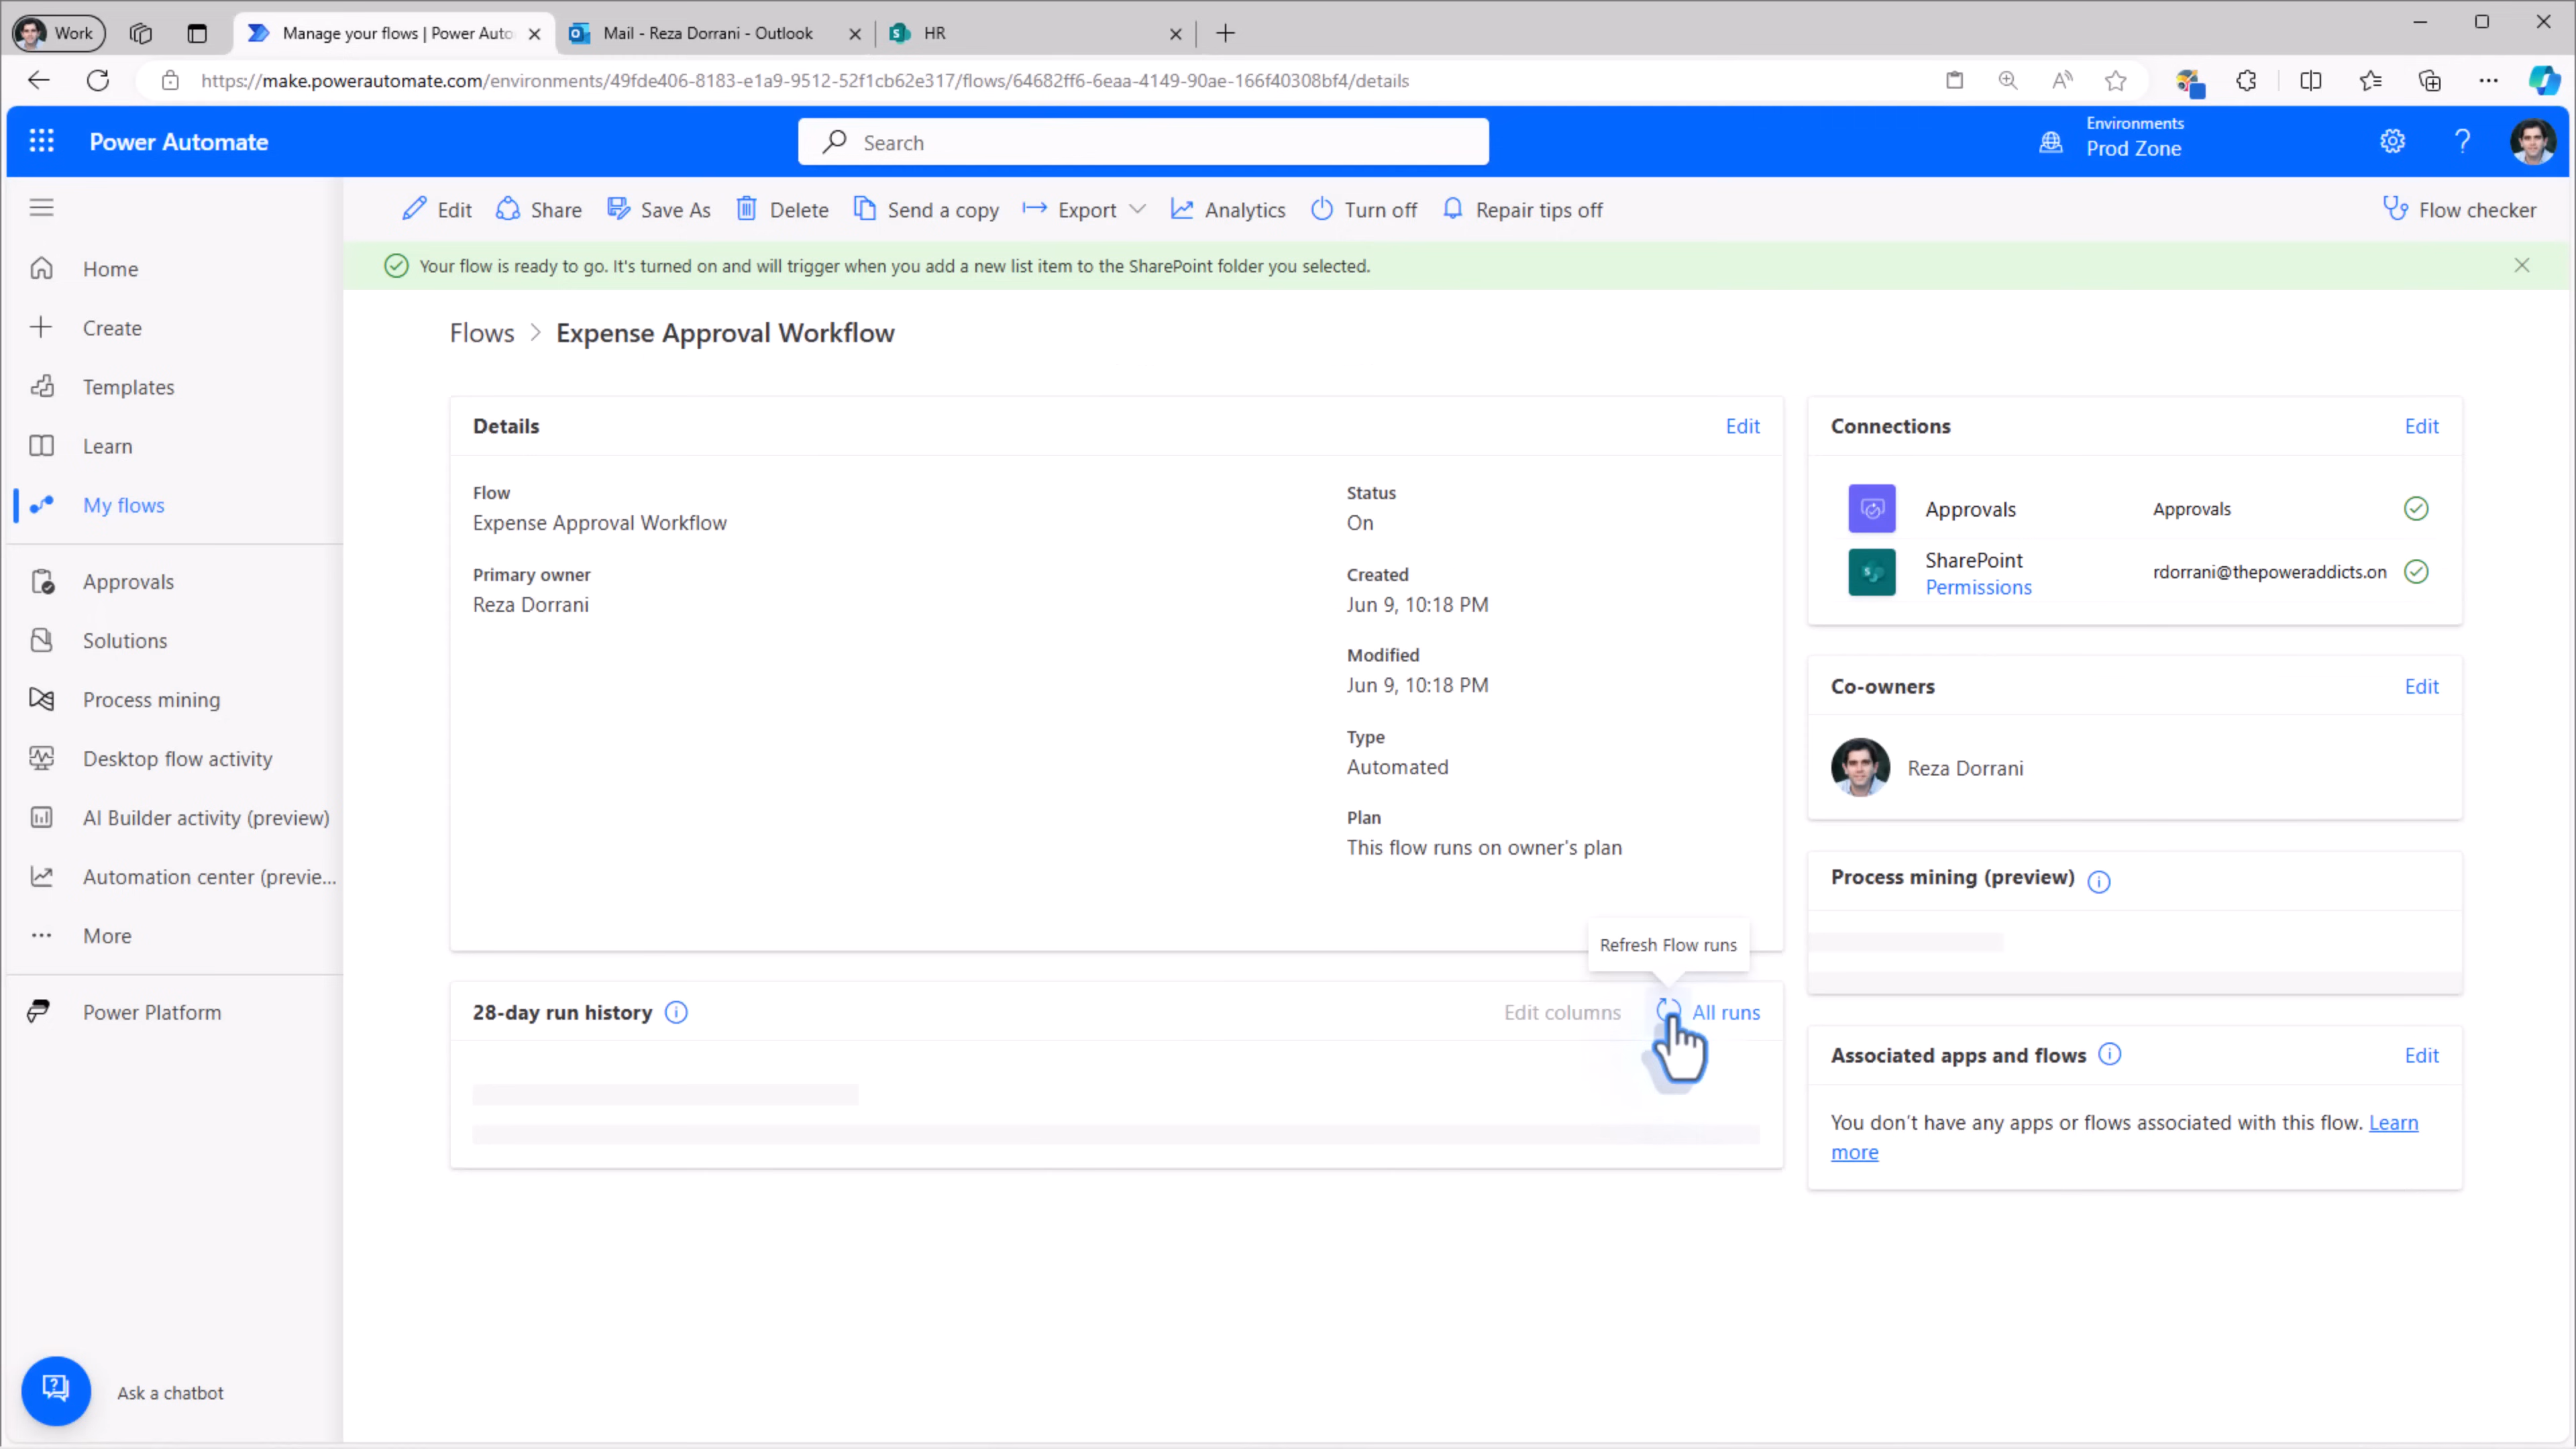 Work
Manage your flows | Power Auto
Mail - Reza Dorrani - Outlook
HR
https://make.powerautomate.com/environments/49fde406-8183-e1a9-9512-52f1cb62e317/flows/64682ff6-6eaa-4149-90ae-166f40308bf4/details
Power Automate
Search
Environments
Prod Zone
Edit
Share
Save As
Delete
Send a copy
Export
Analytics
Turn off
Repair tips off
Flow checker
Your flow is ready to go. It's turned on and will trigger when you add a new list item to the SharePoint folder you selected.
Home
Create
Templates
Learn
My flows
Approvals
Solutions
Process mining
Desktop flow activity
AI Builder activity (preview)
Automation center (previe...
More
Power Platform
Ask a chatbot
Flows > Expense Approval Workflow
Details
Edit
Flow
Expense Approval Workflow
Primary owner
Reza Dorrani
Status
On
Created
Jun 9, 10:18 PM
Modified
Jun 9, 10:18 PM
Type
Automated
Plan
This flow runs on owner's plan
Refresh Flow runs
28-day run history
Edit columns
All runs
Connections
Edit
Approvals
Approvals
SharePoint
Permissions
rdorrani@thepoweraddicts.on
Co-owners
Edit
Reza Dorrani
Process mining (preview)
Associated apps and flows
Edit
You don't have any apps or flows associated with this flow. Learn
more